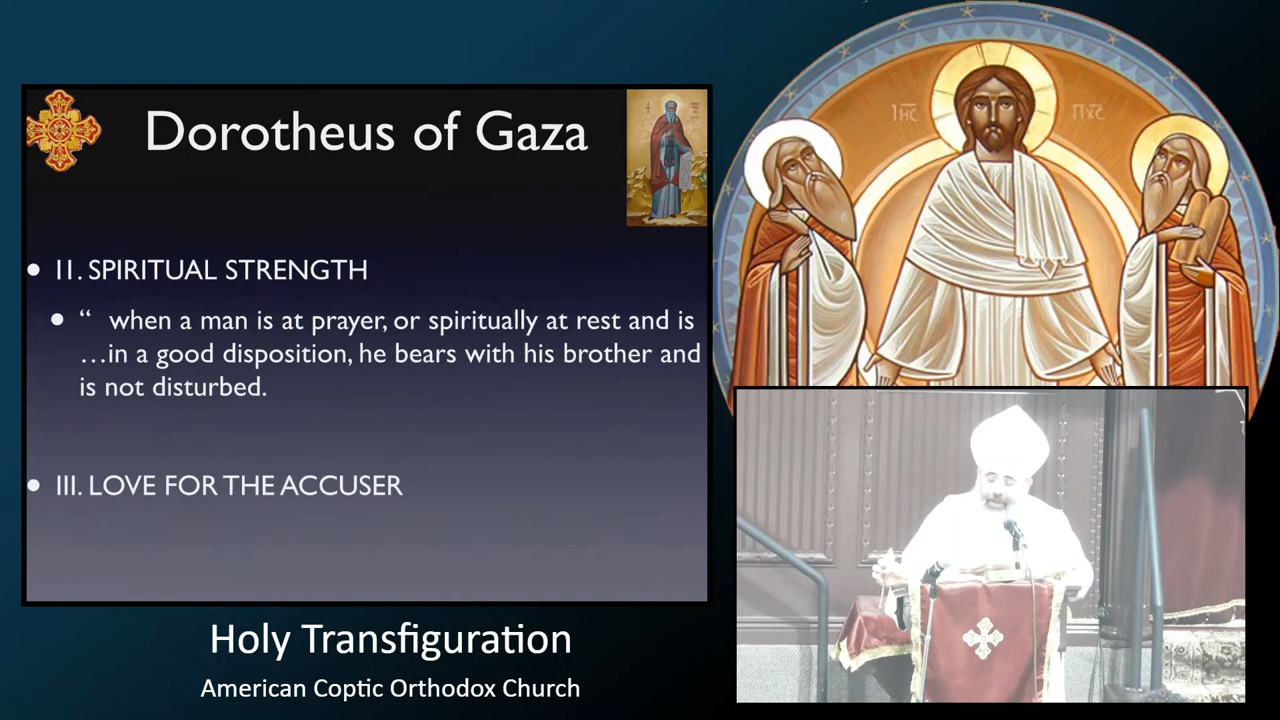 Dorotheus of Gaza
• II. SPIRITUAL STRENGTH
• “ when a man is at prayer, or spiritually at rest and is
…in a good disposition, he bears with his brother and
is not disturbed.
• III. LOVE FOR THE ACCUSER
Holy Transfiguration
American Coptic Orthodox Church